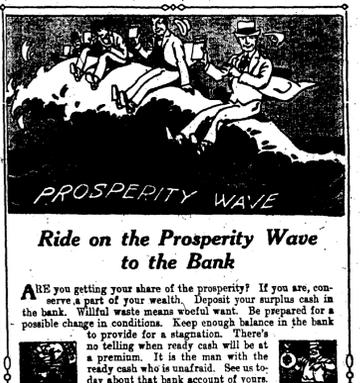 PROSPERITY WAVE
Ride on the Prosperity Wave
to the Bank
ARE you getting your share of the prosperity? If you are, con-
serve a part of your wealth. Deposit your surplus cash in
the bank. Willful waste means woeful want. Be prepared for a
possible change in conditions. Keep enough balance in the bank
to provide for a stagnation. There's
no telling when ready cash will be at
a premium. It is the man with the
ready cash who is unafraid. See us to-
day about that bank account of yours.